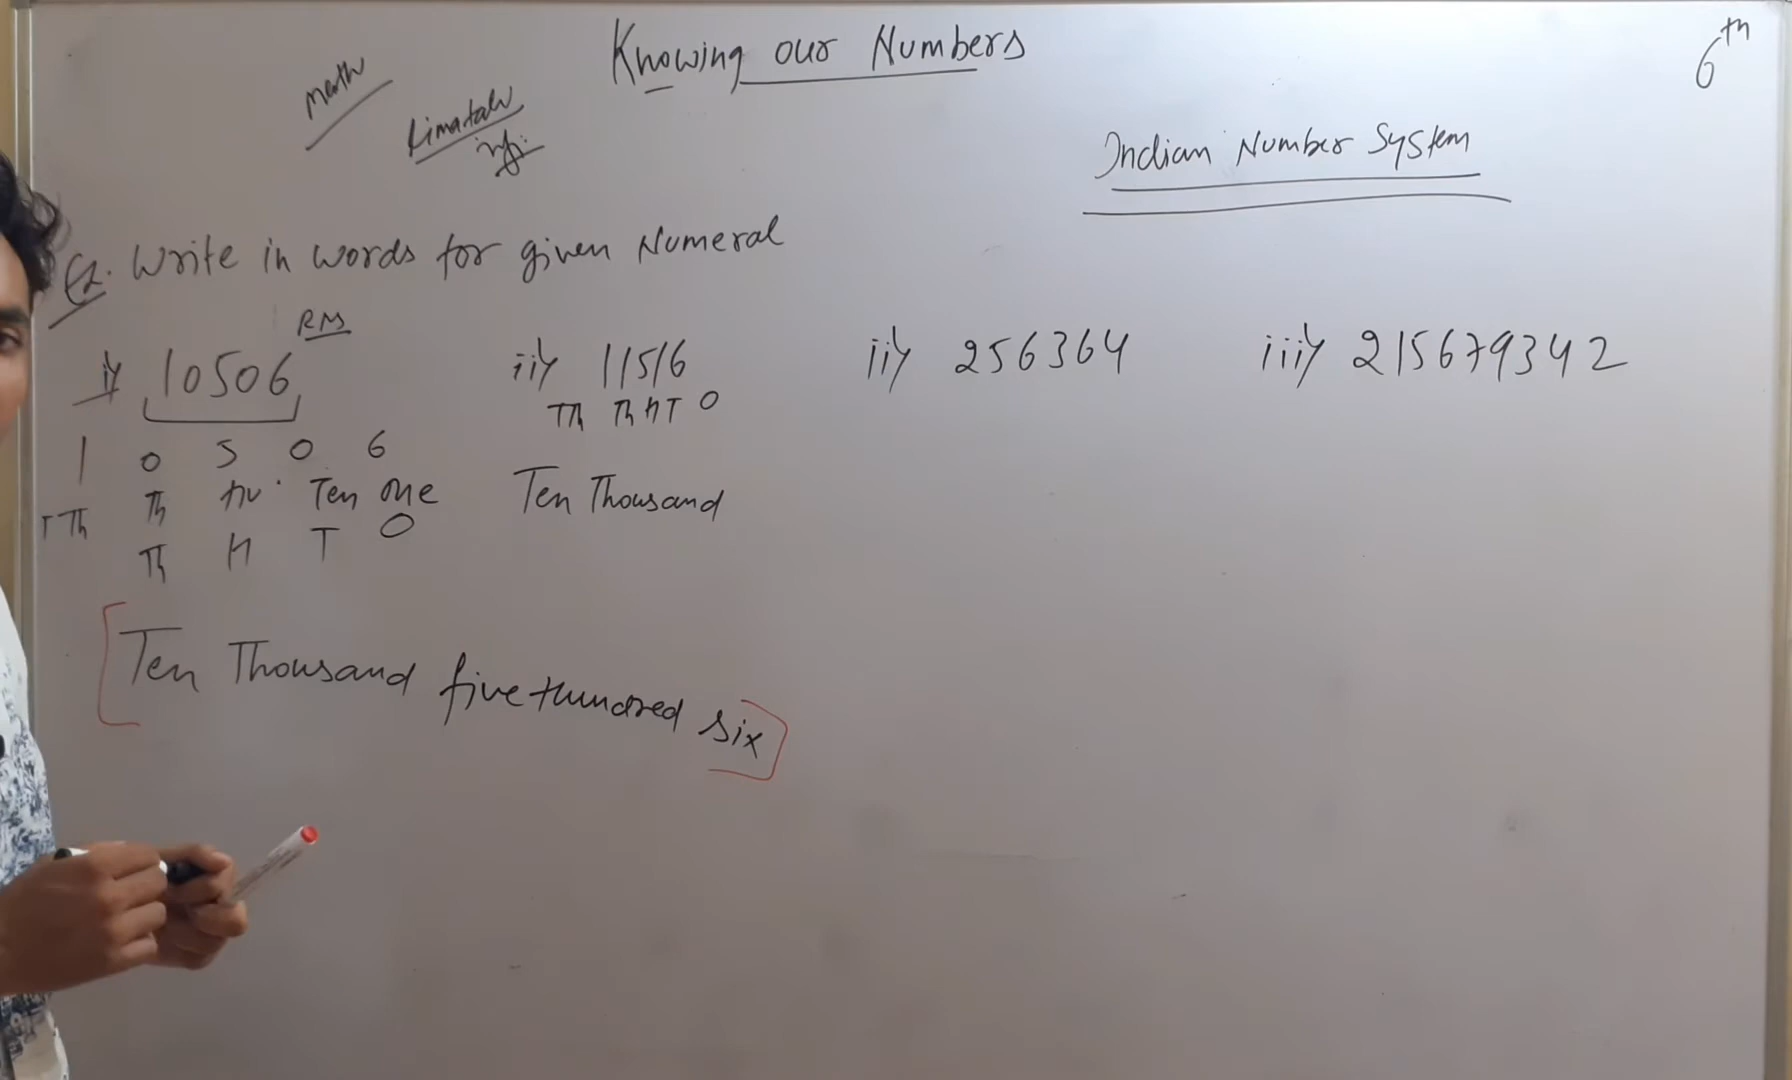 Knowing our Numbers
6th
Math
Indian Number System
Ex. Write in words for given Numeral
i) 10506 RMS
ii) 11516
ii) 256364
iii) 215679342
TTh Th H T O
1 0 5 0 6
TTh Th hu. Ten one
Th H T O
Ten Thousand
Ten Thousand five hundred six